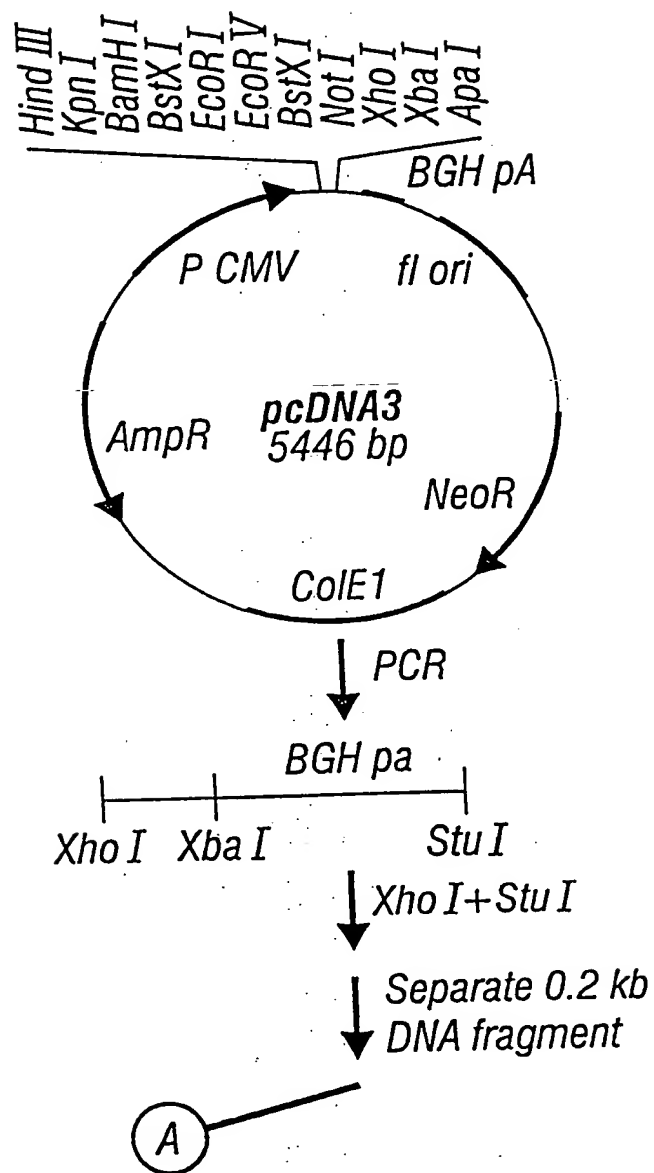 Hind III
Kpn I
BamH I
BstX I
EcoR I
EcoR V
BstX I
Not I
Xho I
Xba I
Apa I
BGH pA
P CMV
fl ori
pcDNA3
5446 bp
AmpR
NeoR
ColE1
PCR
BGH pa
Xho I
Xba I
Stu I
Xho I+Stu I
Separate 0.2 kb
DNA fragment
A